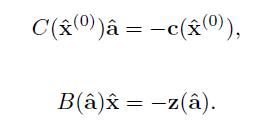 C(x̂⁽⁰⁾)â = −c(x̂⁽⁰⁾),
B(â)x̂ = −z(â).